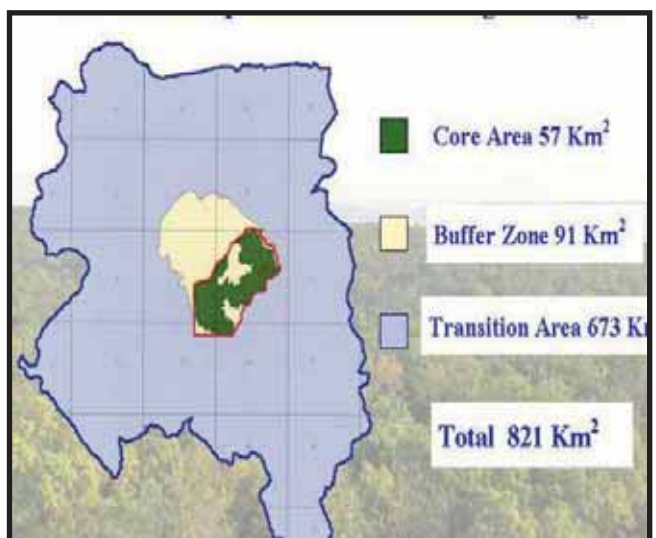 Core Area 57 Km²
Buffer Zone 91 Km²
Transition Area 673 K
Total 821 Km²